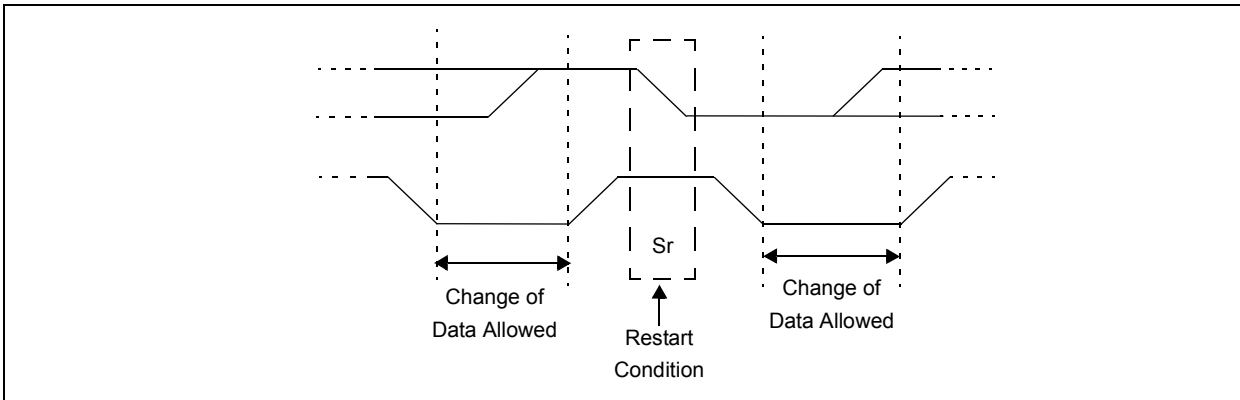 Sr
Change of
Data Allowed
Restart
Condition
Change of
Data Allowed